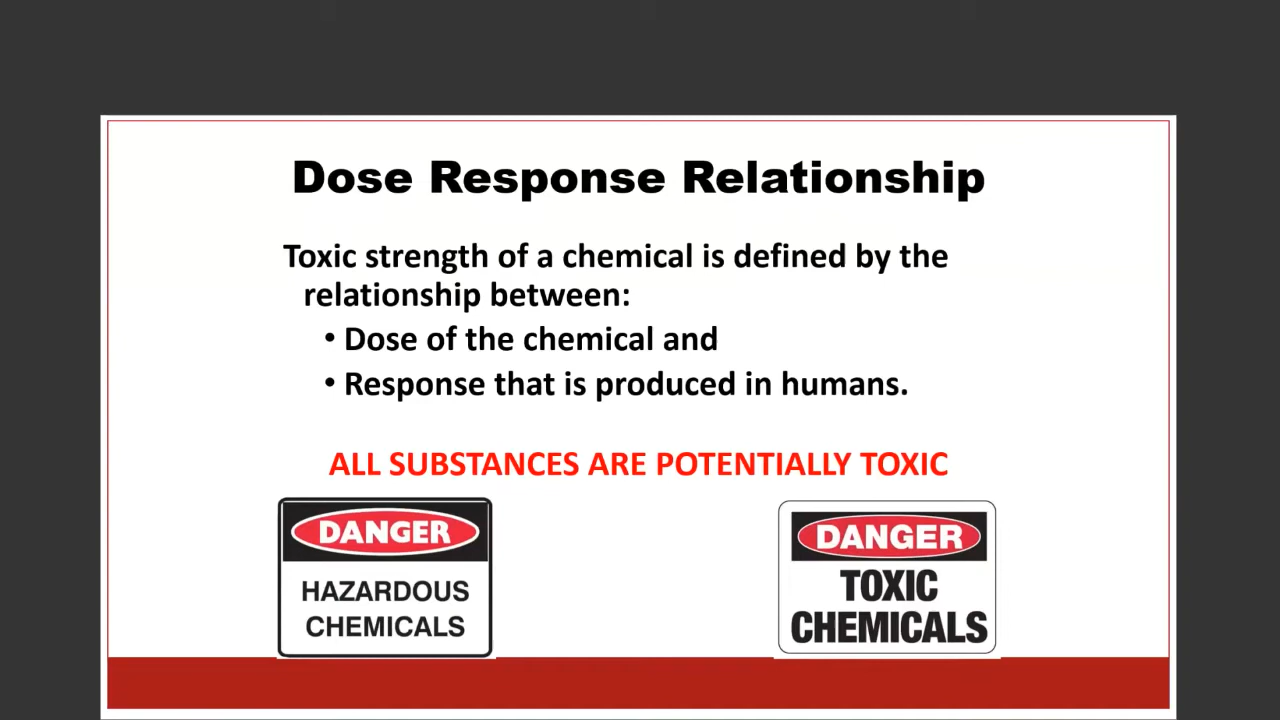 Dose Response Relationship
Toxic strength of a chemical is defined by the
relationship between:
• Dose of the chemical and
• Response that is produced in humans.
ALL SUBSTANCES ARE POTENTIALLY TOXIC
DANGER
HAZARDOUS
CHEMICALS
DANGER
TOXIC
CHEMICALS